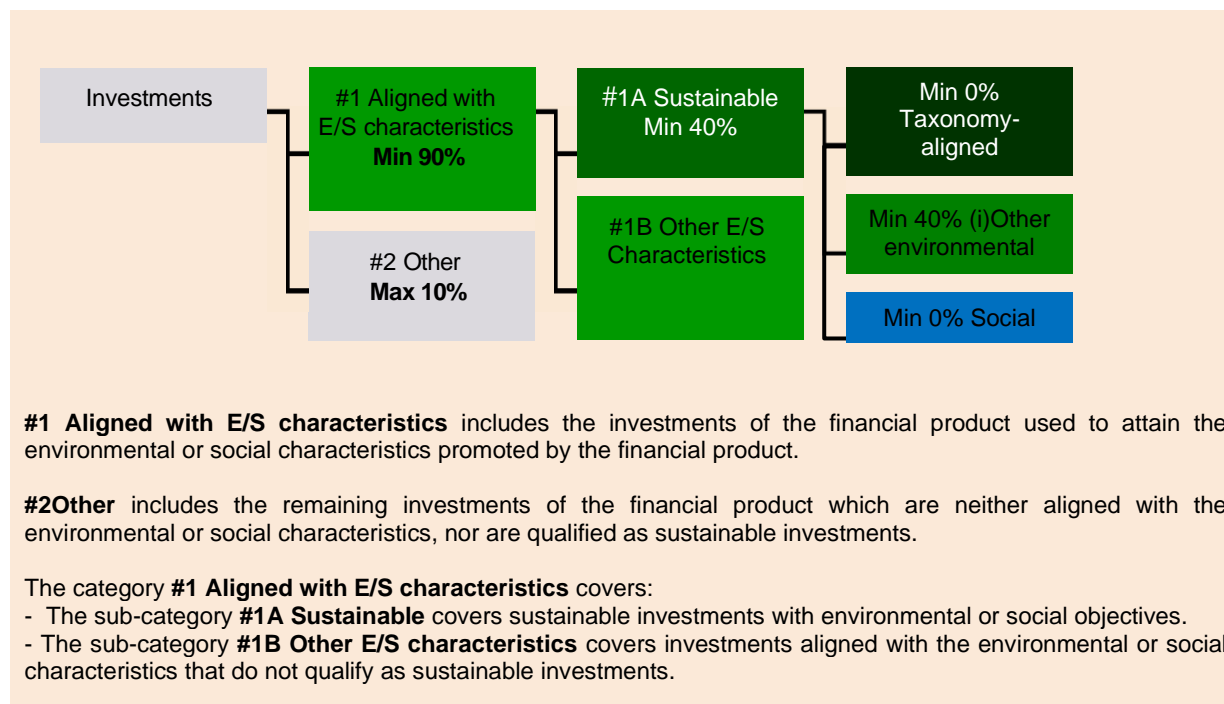 Investments
#1 Aligned with
E/S characteristics
Min 90%
#2 Other
Max 10%
#1A Sustainable
Min 40%
#1B Other E/S
Characteristics
Min 0%
Taxonomy-
aligned
Min 40% (i)Other
environmental
Min 0% Social
#1 Aligned with E/S characteristics includes the investments of the financial product used to attain the
environmental or social characteristics promoted by the financial product.
#2Other includes the remaining investments of the financial product which are neither aligned with the
environmental or social characteristics, nor are qualified as sustainable investments.
The category #1 Aligned with E/S characteristics covers:
- The sub-category #1A Sustainable covers sustainable investments with environmental or social objectives.
- The sub-category #1B Other E/S characteristics covers investments aligned with the environmental or social
characteristics that do not qualify as sustainable investments.